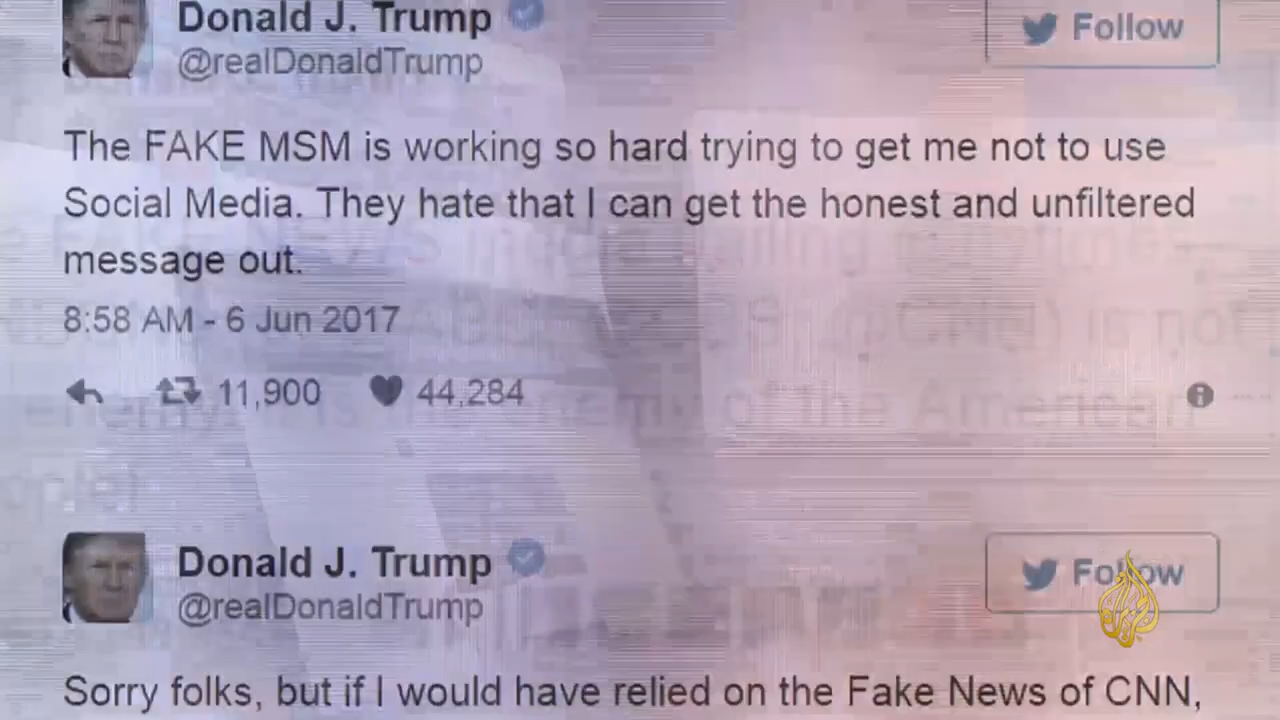 Donald J. Trump
@realDonaldTrump
Follow
The FAKE MSM is working so hard trying to get me not to use
Social Media. They hate that I can get the honest and unfiltered
message out.
8:58 AM - 6 Jun 2017
11,900 44,284
Donald J. Trump
@realDonaldTrump
Follow
Sorry folks, but if I would have relied on the Fake News of CNN,